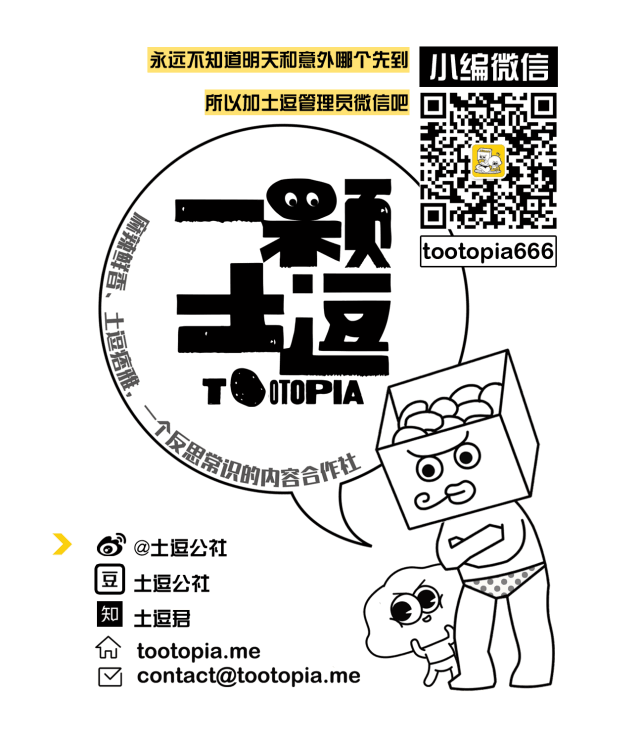 永远不知道明天和意外哪个先到
所以加土逗管理员微信吧
小编微信
tootopia666
一颗
土逗
TOOTOPIA
麻辣鲜香、土逗痞雅，一个反思常识的内容合作社
@土逗公社
豆 土逗公社
知 土逗君
tootopia.me
contact@tootopia.me